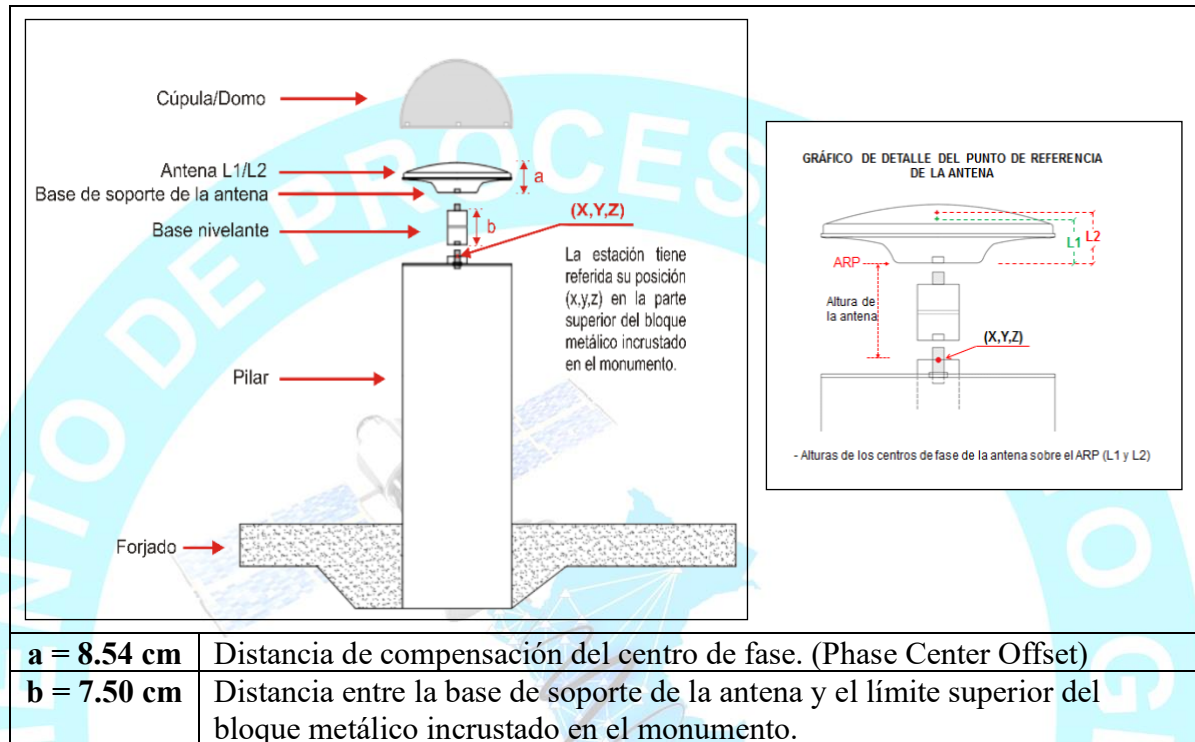 Cúpula/Domo
Antena L1/L2
Base de soporte de la antena
Base nivelante
Pilar
Forjado
a
b
(X,Y,Z)
La estación tiene
referida su posición
(x,y,z) en la parte
superior del bloque
metálico incrustado
en el monumento.
GRÁFICO DE DETALLE DEL PUNTO DE REFERENCIA
DE LA ANTENA
L1
L2
ARP
Altura de
la antena
(X,Y,Z)
- Alturas de los centros de fase de la antena sobre el ARP (L1 y L2)
a = 8.54 cm Distancia de compensación del centro de fase. (Phase Center Offset)
b = 7.50 cm Distancia entre la base de soporte de la antena y el límite superior del
bloque metálico incrustado en el monumento.